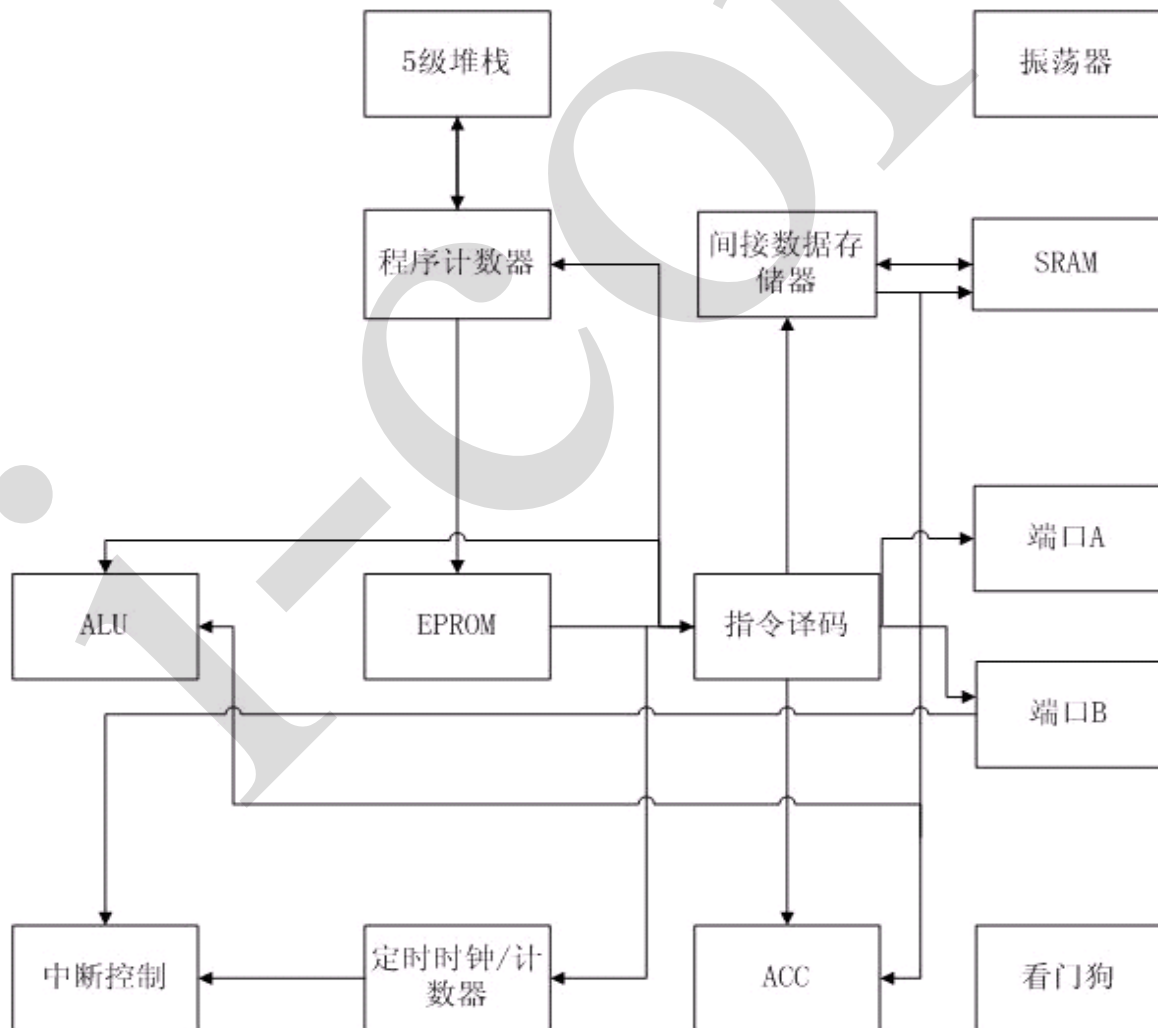 5级堆栈
振荡器
程序计数器
间接数据存
储器
SRAM
端口A
ALU
EPROM
指令译码
端口B
中断控制
定时时钟/计
数器
ACC
看门狗